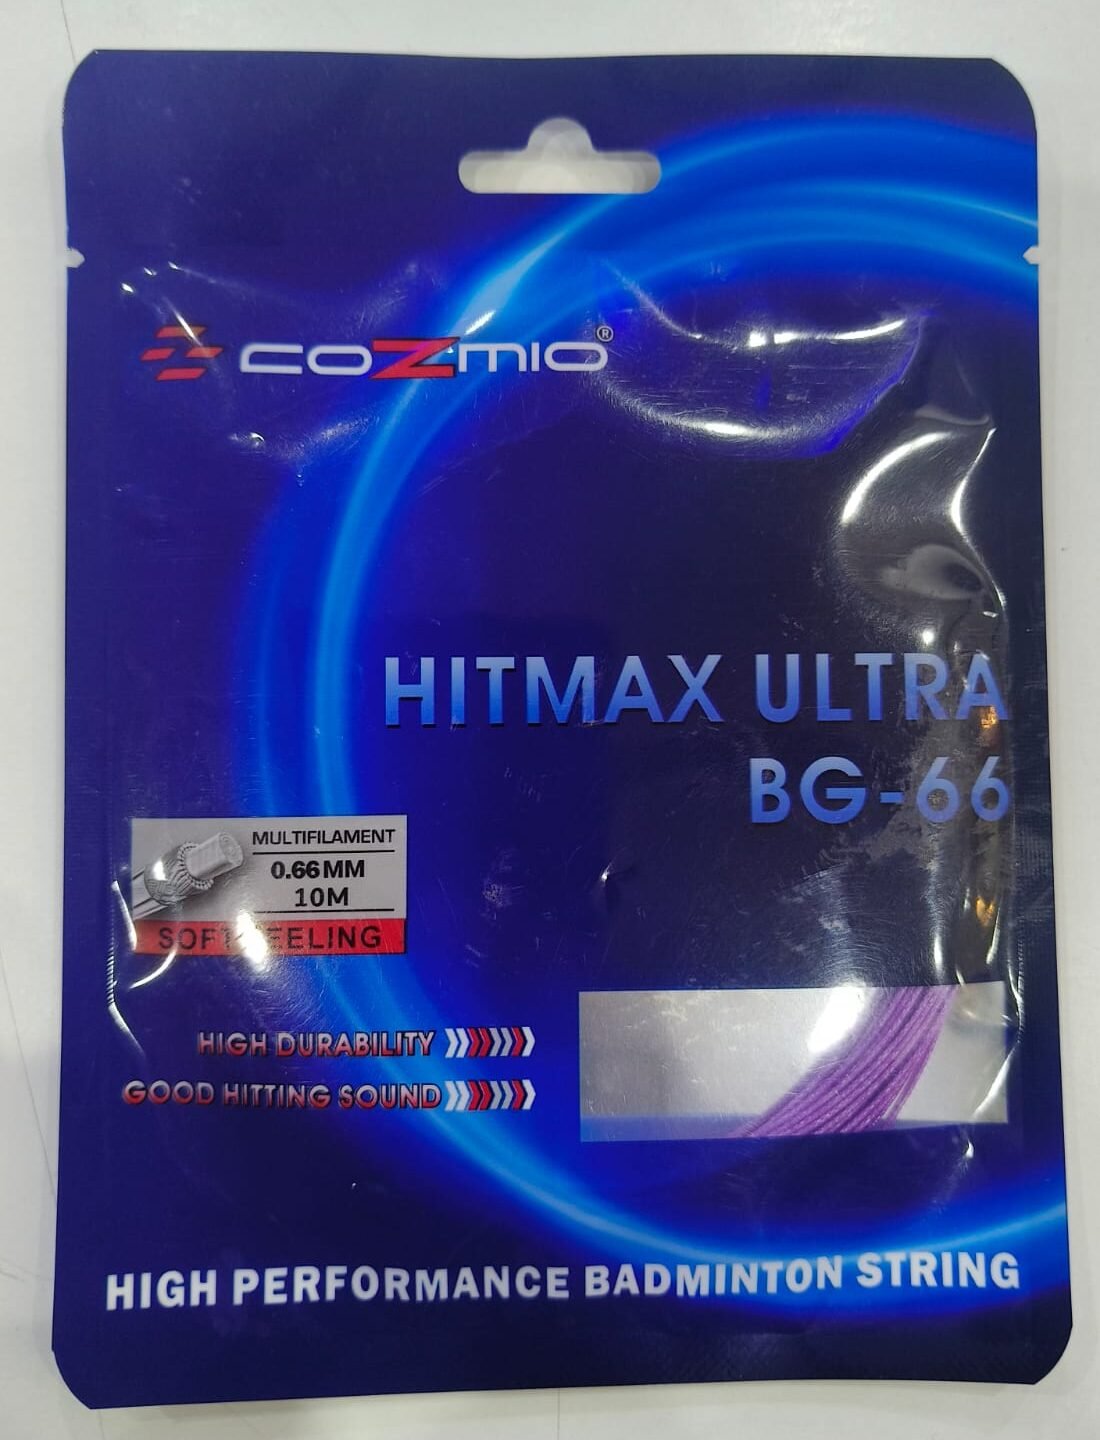 COZMIO®
HITMAX ULTRA
BG-66
MULTIFILAMENT
0.66MM
10M
SOFT FEELING
HIGH DURABILITY
GOOD HITTING SOUND
HIGH PERFORMANCE BADMINTON STRING